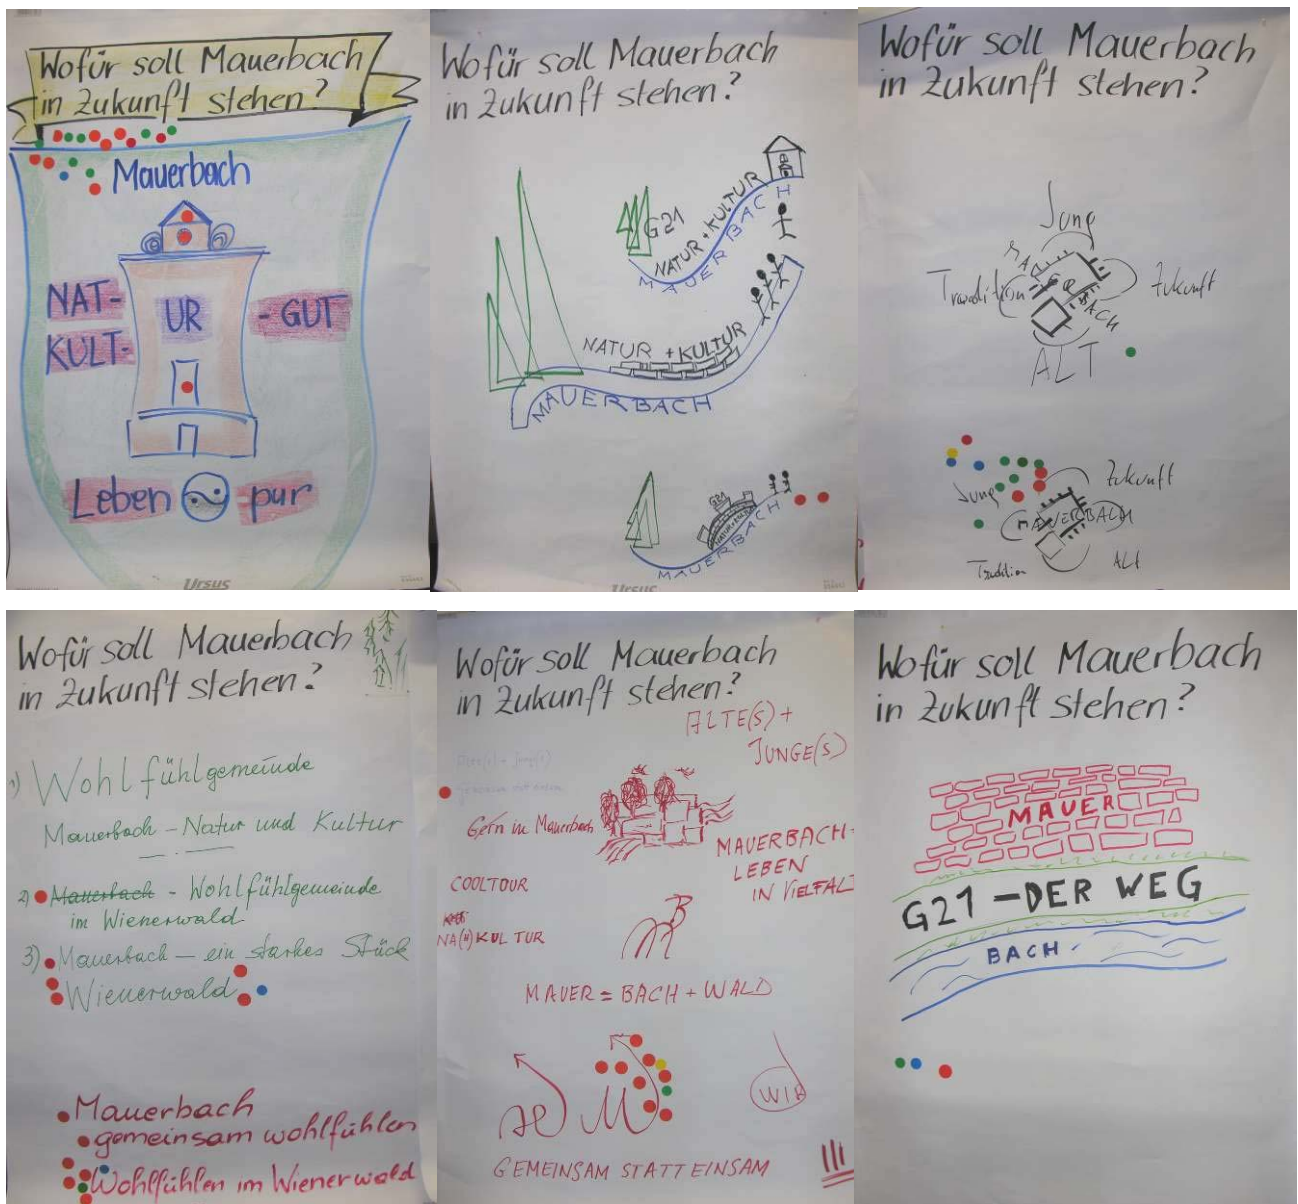 Wofür soll Mauerbach
in Zukunft stehen?
Mauerbach
NAT-
KULT-
UR
-GUT
Leben pur
Ursus
Wofür soll Mauerbach
in Zukunft stehen?
G21
NATUR + KULTUR
MAUERBACH
NATUR + KULTUR
MAUERBACH
G21
MAUERBACH
Ursus
Wofür soll Mauerbach
in Zukunft stehen?
Jung
Zukunft
BACH
ALT
Jung
Zukunft
MAUERBACH
Tradition
ALt
Wofür soll Mauerbach
in Zukunft stehen?
1) Wohlfühlgemeinde
Mauerbach - Natur und Kultur
2) Mauerbach - Wohlfühlgemeinde
im Wienerwald
3) Mauerbach - ein starkes Stück
Wienerwald
Mauerbach
gemeinsam wohlfühlen
Wohlfühlen im Wienerwald
Wofür soll Mauerbach
in Zukunft stehen?
ALTE(S) +
JUNGE(S)
Gern in Mauerbach
MAUERBACH-
LEBEN
IN VIELFALT
COOLTOUR
NA(H)KULTUR
MAUER = BACH + WALD
M
WIR
GEMEINSAM STATT EINSAM
Wofür soll Mauerbach
in Zukunft stehen?
MAUER
G21 - DER WEG
BACH